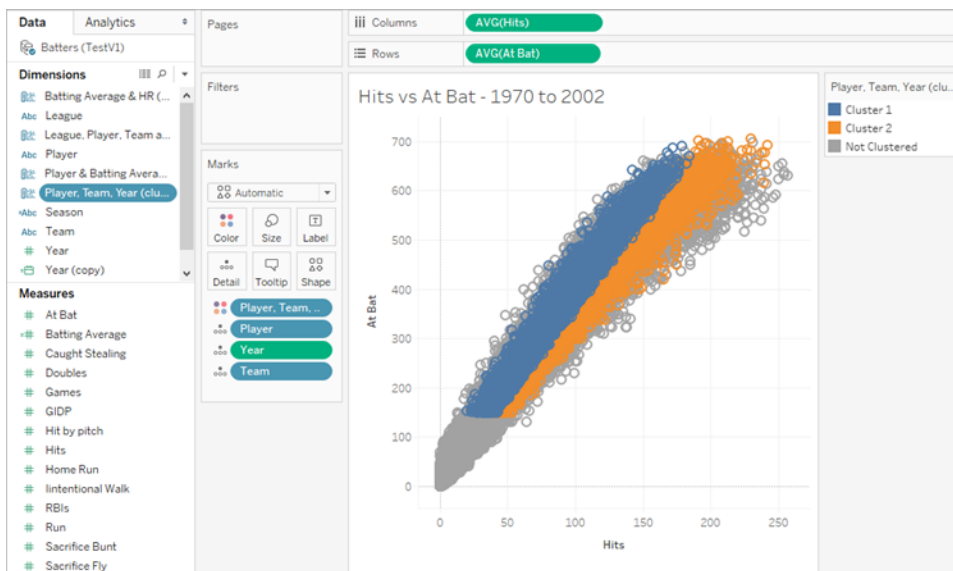 Data
Analytics
Batters (TestV1)
Dimensions
Batting Average & HR (...
Abc League
League, Player, Team a...
Abc Player
Player & Batting Avera...
Player, Team, Year (clu...
Abc Season
Abc Team
# Year
Year (copy)
Measures
# At Bat
# Batting Average
# Caught Stealing
# Doubles
# Games
# GIDP
# Hit by pitch
# Hits
# Home Run
# Iintentional Walk
# RBIs
# Run
# Sacrifice Bunt
# Sacrifice Fly
Pages
Filters
Marks
Automatic
Color
Size
Label
Detail
Tooltip
Shape
Player, Team, ..
Player
Year
Team
Columns
AVG(Hits)
Rows
AVG(At Bat)
Hits vs At Bat - 1970 to 2002
At Bat
700
600
500
400
300
200
100
0
0
50
100
150
200
250
Hits
Player, Team, Year (clu...
Cluster 1
Cluster 2
Not Clustered